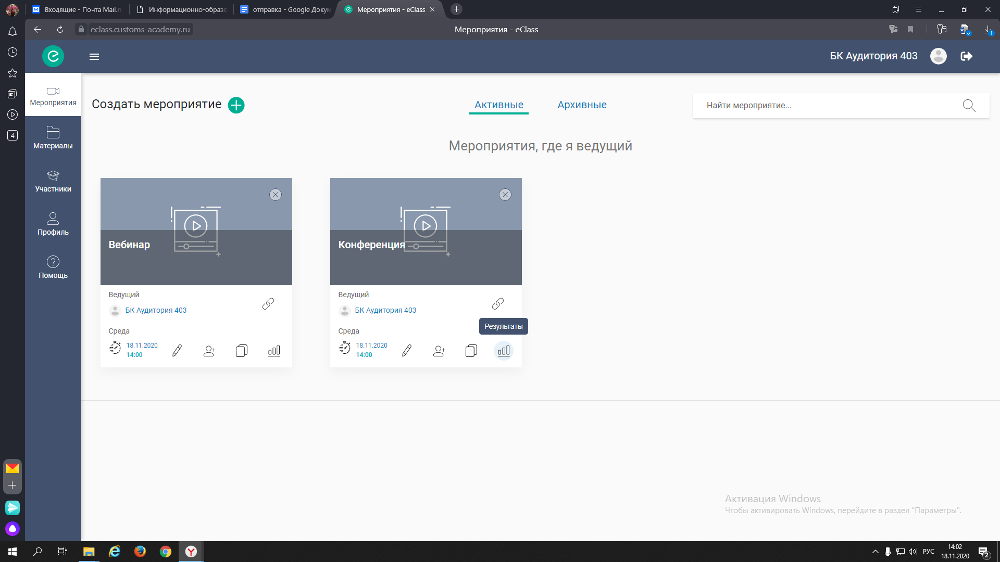 Входящие - Почта Mail.r
Информационно-образо
отправка - Google Докум
Мероприятия - eClass
eclass.customs-academy.ru
Мероприятия - eClass
1
4
БК Аудитория 403
Мероприятия
Материалы
Участники
Профиль
Помощь
Создать мероприятие
Активные
Архивные
Найти мероприятие...
Мероприятия, где я ведущий
Вебинар
Ведущий
БК Аудитория 403
Среда
18.11.2020
14:00
Конференция
Ведущий
БК Аудитория 403
Результаты
Среда
18.11.2020
14:00
Активация Windows
Чтобы активировать Windows, перейдите в раздел "Параметры".
РУС
14:02
18.11.2020
2